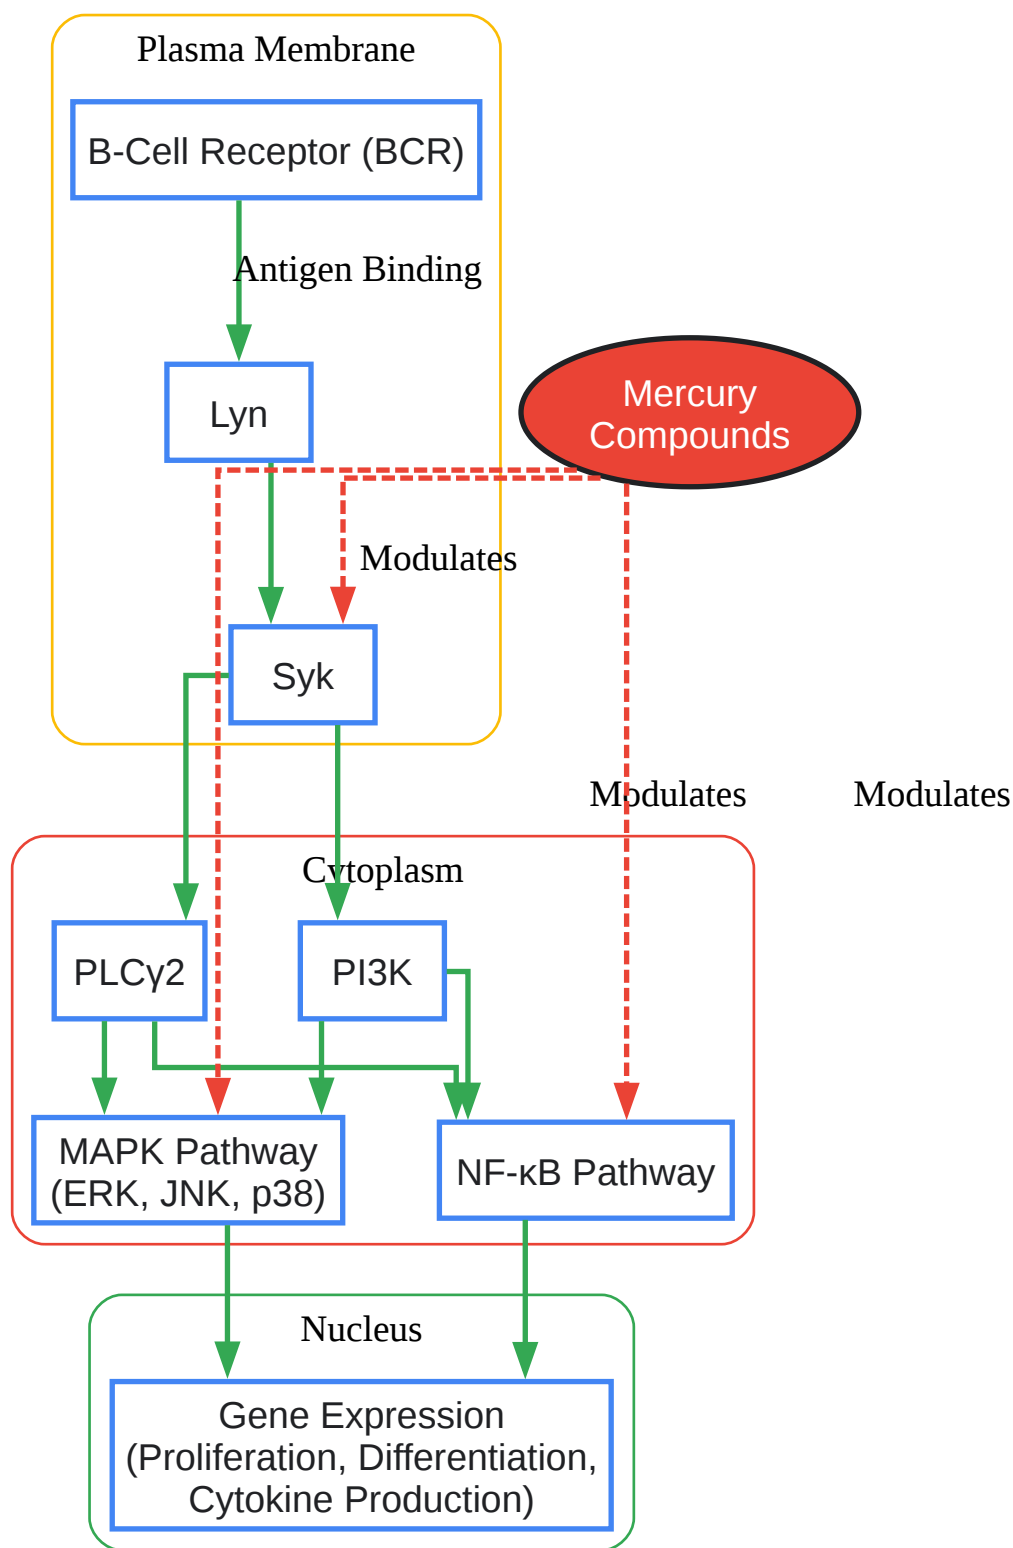 Plasma Membrane
B-Cell Receptor (BCR)
Antigen Binding
Lyn
Mercury
Compounds
Modulates
Syk
Modulates
Modulates
Cytoplasm
PLCγ2
PI3K
MAPK Pathway
(ERK, JNK, p38)
NF-κB Pathway
Nucleus
Gene Expression
(Proliferation, Differentiation,
Cytokine Production)